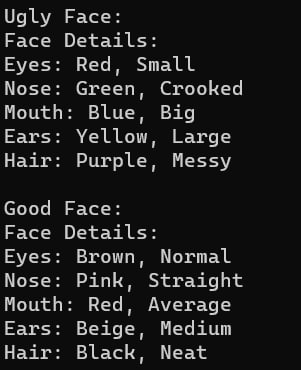 Ugly Face:
Face Details:
Eyes: Red, Small
Nose: Green, Crooked
Mouth: Blue, Big
Ears: Yellow, Large
Hair: Purple, Messy

Good Face:
Face Details:
Eyes: Brown, Normal
Nose: Pink, Straight
Mouth: Red, Average
Ears: Beige, Medium
Hair: Black, Neat